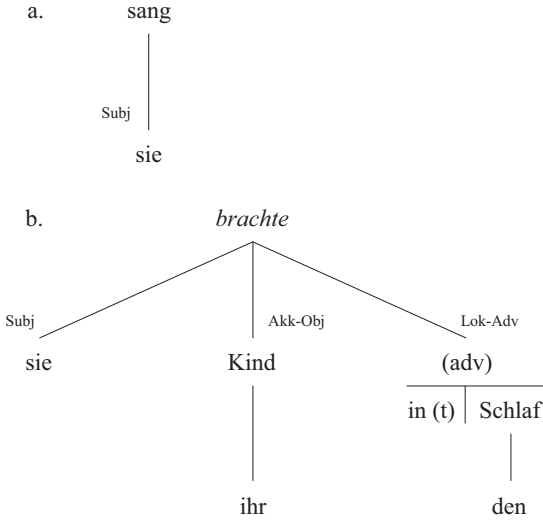 a. sang
Subj
sie
b. brachte
Subj Akk-Obj Lok-Adv
sie Kind (adv)
in (t) Schlaf
ihr den